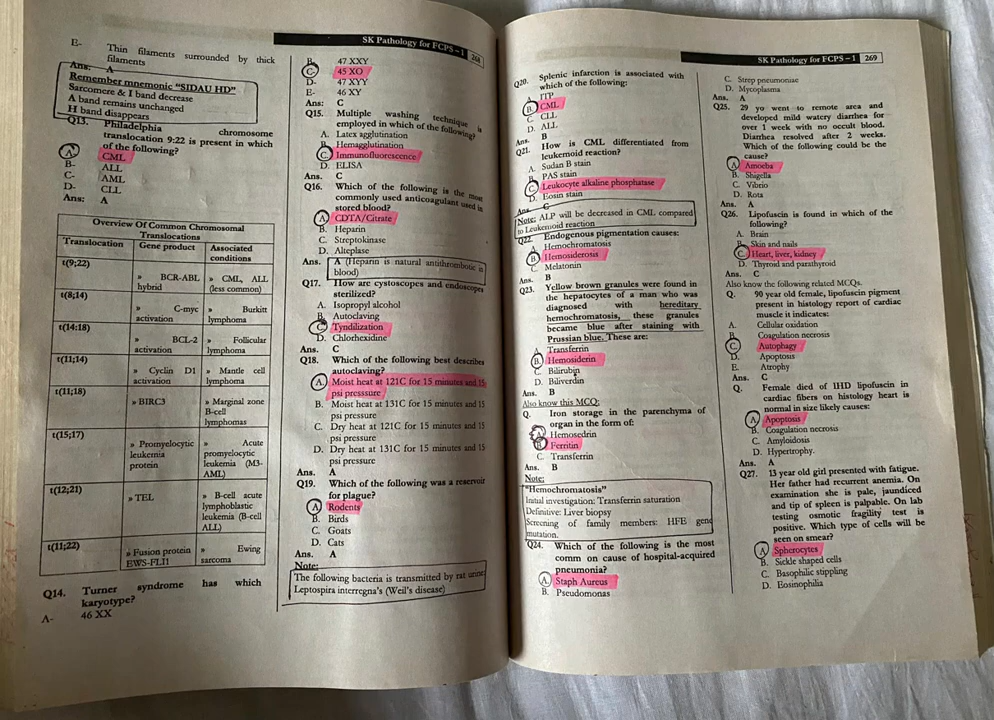 SK Pathology for FCPS – 1 268
E- Thin filaments surrounded by thick
filaments
Ans: A
Remember mnemonic "SIDAU HD"
Sarcomere & I band decrease
A band remains unchanged
H band disappears
Q13. Philadelphia chromosome
translocation 9:22 is present in which
of the following?
A- CML
B- ALL
C- AML
D- CLL
Ans: A
Overview Of Common Chromosomal
Translocations
Translocation Gene product Associated
conditions
t(9;22) » BCR-ABL
hybrid » CML, ALL
(less common)
t(8;14) » C-myc
activation » Burkitt
lymphoma
t(14:18) » BCL-2
activation » Follicular
lymphoma
t(11;14) » Cyclin D1
activation » Mantle cell
lymphoma
t(11;18) » BIRC3 » Marginal zone
B-cell
lymphomas
t(15;17) » Promyelocytic
leukemia
protein » Acute
promyelocytic
leukemia (M3-
AML)
t(12;21) » TEL » B-cell acute
lymphoblastic
leukemia (B-cell
ALL)
t(11;22) » Fusion protein
EWS-FLI1 » Ewing
sarcoma
Q14. Turner syndrome has which
karyotype?
A- 46 XX
B- 47 XXY
C- 45 XO
D- 47 XYY
E- 46 XY
Ans: C
Q15. Multiple washing technique is
employed in which of the following?
A. Latex agglutination
B. Hemagglutination
C. Immunofluorescence
D. ELISA
Ans. C
Q16. Which of the following is the most
commonly used anticoagulant used in
stored blood?
A. CDTA/Citrate
B. Heparin
C. Streptokinase
D. Alteplase
Ans. A (Heparin is natural antithrombotic in
blood)
Q17. How are cystoscopes and endoscopes
sterilized?
A. Isopropyl alcohol
B. Autoclaving
C. Tyndilization
D. Chlorhexidine
Ans. C
Q18. Which of the following best describes
autoclaving?
A. Moist heat at 121C for 15 minutes and 15
psi presssure
B. Moist heat at 131C for 15 minutes and 15
psi pressure
C. Dry heat at 121C for 15 minutes and 15
psi pressure
D. Dry heat at 131C for 15 minutes and 15
psi pressure
Ans. A
Q19. Which of the following was a reservoir
for plague?
A. Rodents
B. Birds
C. Goats
D. Cats
Ans. A
Note:
The following bacteria is transmitted by rat urine:
Leptospira interregna's (Weil's disease)
SK Pathology for FCPS – 1 269
Q20. Splenic infarction is associated with
which of the following:
A. ITP
B. CML
C. CLL
D. ALL
Ans. B
Q21. How is CML differentiated from
leukemoid reaction?
A. Sudan B stain
B. PAS stain
C. Leukocyte alkaline phosphatase
D. Eosin stain
Ans. C
Note: ALP will be decreased in CML compared
to Leukemoid reaction
Q22. Endogenous pigmentation causes:
A. Hemochromatosis
B. Hemosiderosis
C. Melatonin
Ans. B
Q23. Yellow brown granules were found in
the hepatocytes of a man who was
diagnosed with hereditary
hemochromatosis, these granules
became blue after staining with
Prussian blue. These are:
A. Transferrin
B. Hemosiderin
C. Bilirubin
D. Biliverdin
Ans. B
Also know this MCQ:
Q. Iron storage in the parenchyma of
organ in the form of:
A. Hemosedrin
B. Ferritin
C. Transferrin
Ans. B
Note:
"Hemochromatosis"
Initial investigation: Transferrin saturation
Definitive: Liver biopsy
Screening of family members: HFE gene
mutation.
Q24. Which of the following is the most
comm on cause of hospital-acquired
pneumonia?
A. Staph Aureus
B. Pseudomonas
C. Strep pneumoniae
D. Mycoplasma
Ans. A
Q25. 29 yo went to remote area and
developed mild watery diarrhea for
over 1 week with no occult blood.
Diarrhea resolved after 2 weeks.
Which of the following could be the
cause?
A. Amoeba
B. Shigella
C. Vibrio
D. Rota
Ans. A
Q26. Lipofuscin is found in which of the
following?
A. Brain
B. Skin and nails
C. Heart, liver, kidney
D. Thyroid and parathyroid
Ans. C
Also know the following related MCQs.
Q. 90 year old female, lipofuscin pigment
present in histology report of cardiac
muscle it indicates:
A. Cellular oxidation
B. Coagulation necrosis
C. Autophagy
D. Apoptosis
E. Atrophy
Ans. C
Q. Female died of IHD lipofuscin in
cardiac fibers on histology heart is
normal in size likely causes:
A. Apoptosis
B. Coagulation necrosis
C. Amyloidosis
D. Hypertrophy.
Ans. A
Q27. 13 year old girl presented with fatigue.
Her father had recurrent anemia. On
examination she is pale, jaundiced
and tip of spleen is palpable. On lab
testing osmotic fragility test is
positive. Which type of cells will be
seen on smear?
A. Spherocytes
B. Sickle shaped cells
C. Basophilic stippling
D. Eosinophilia